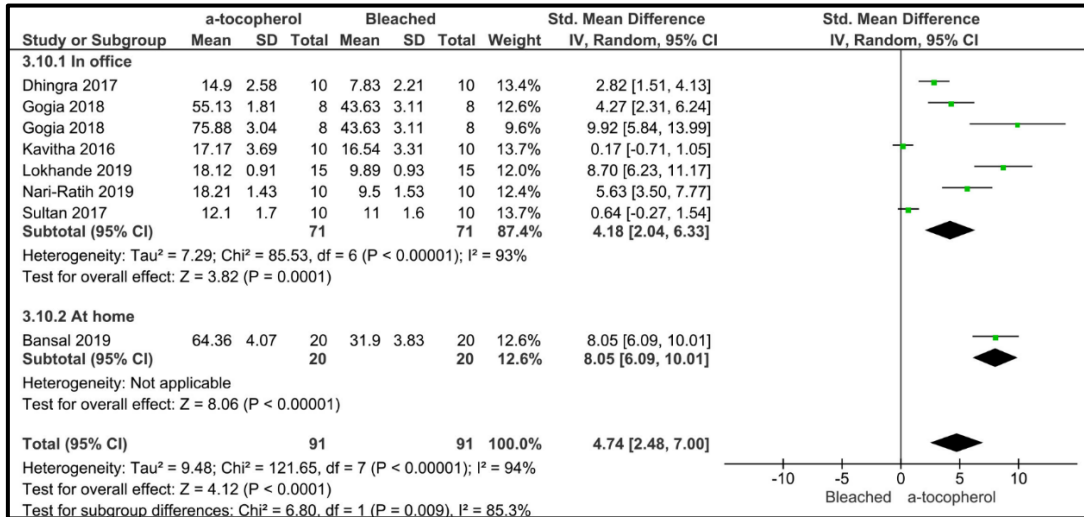 a-tocopherol Bleached Std. Mean Difference Std. Mean Difference
Study or Subgroup Mean SD Total Mean SD Total Weight IV, Random, 95% CI IV, Random, 95% CI
3.10.1 In office
Dhingra 2017 14.9 2.58 10 7.83 2.21 10 13.4% 2.82 [1.51, 4.13]
Gogia 2018 55.13 1.81 8 43.63 3.11 8 12.6% 4.27 [2.31, 6.24]
Gogia 2018 75.88 3.04 8 43.63 3.11 8 9.6% 9.92 [5.84, 13.99]
Kavitha 2016 17.17 3.69 10 16.54 3.31 10 13.7% 0.17 [-0.71, 1.05]
Lokhande 2019 18.12 0.91 15 9.89 0.93 15 11.9% 8.70 [6.23, 11.17]
Nari-Ratih 2019 18.21 1.43 10 9.5 1.53 10 12.4% 5.63 [3.50, 7.77]
Sultan 2017 12.1 1.7 10 11 1.6 10 13.7% 0.64 [-0.27, 1.54]
Subtotal (95% CI) 71 71 87.4% 4.18 [2.04, 6.33]
Heterogeneity: Tau² = 7.29; Chi² = 85.53, df = 6 (P < 0.00001); I² = 93%
Test for overall effect: Z = 3.82 (P = 0.0001)
3.10.2 At home
Bansal 2019 64.36 4.07 20 31.9 3.83 20 12.6% 8.05 [6.09, 10.01]
Subtotal (95% CI) 20 20 12.6% 8.05 [6.09, 10.01]
Heterogeneity: Not applicable
Test for overall effect: Z = 8.06 (P < 0.00001)
Total (95% CI) 91 91 100.0% 4.74 [2.48, 7.00]
Heterogeneity: Tau² = 9.48; Chi² = 121.65, df = 7 (P < 0.00001); I² = 94%
Test for overall effect: Z = 4.12 (P < 0.0001)
Test for subgroup differences: Chi² = 6.80, df = 1 (P = 0.009), I² = 85.3%
-10 -5 0 5 10
Bleached a-tocopherol